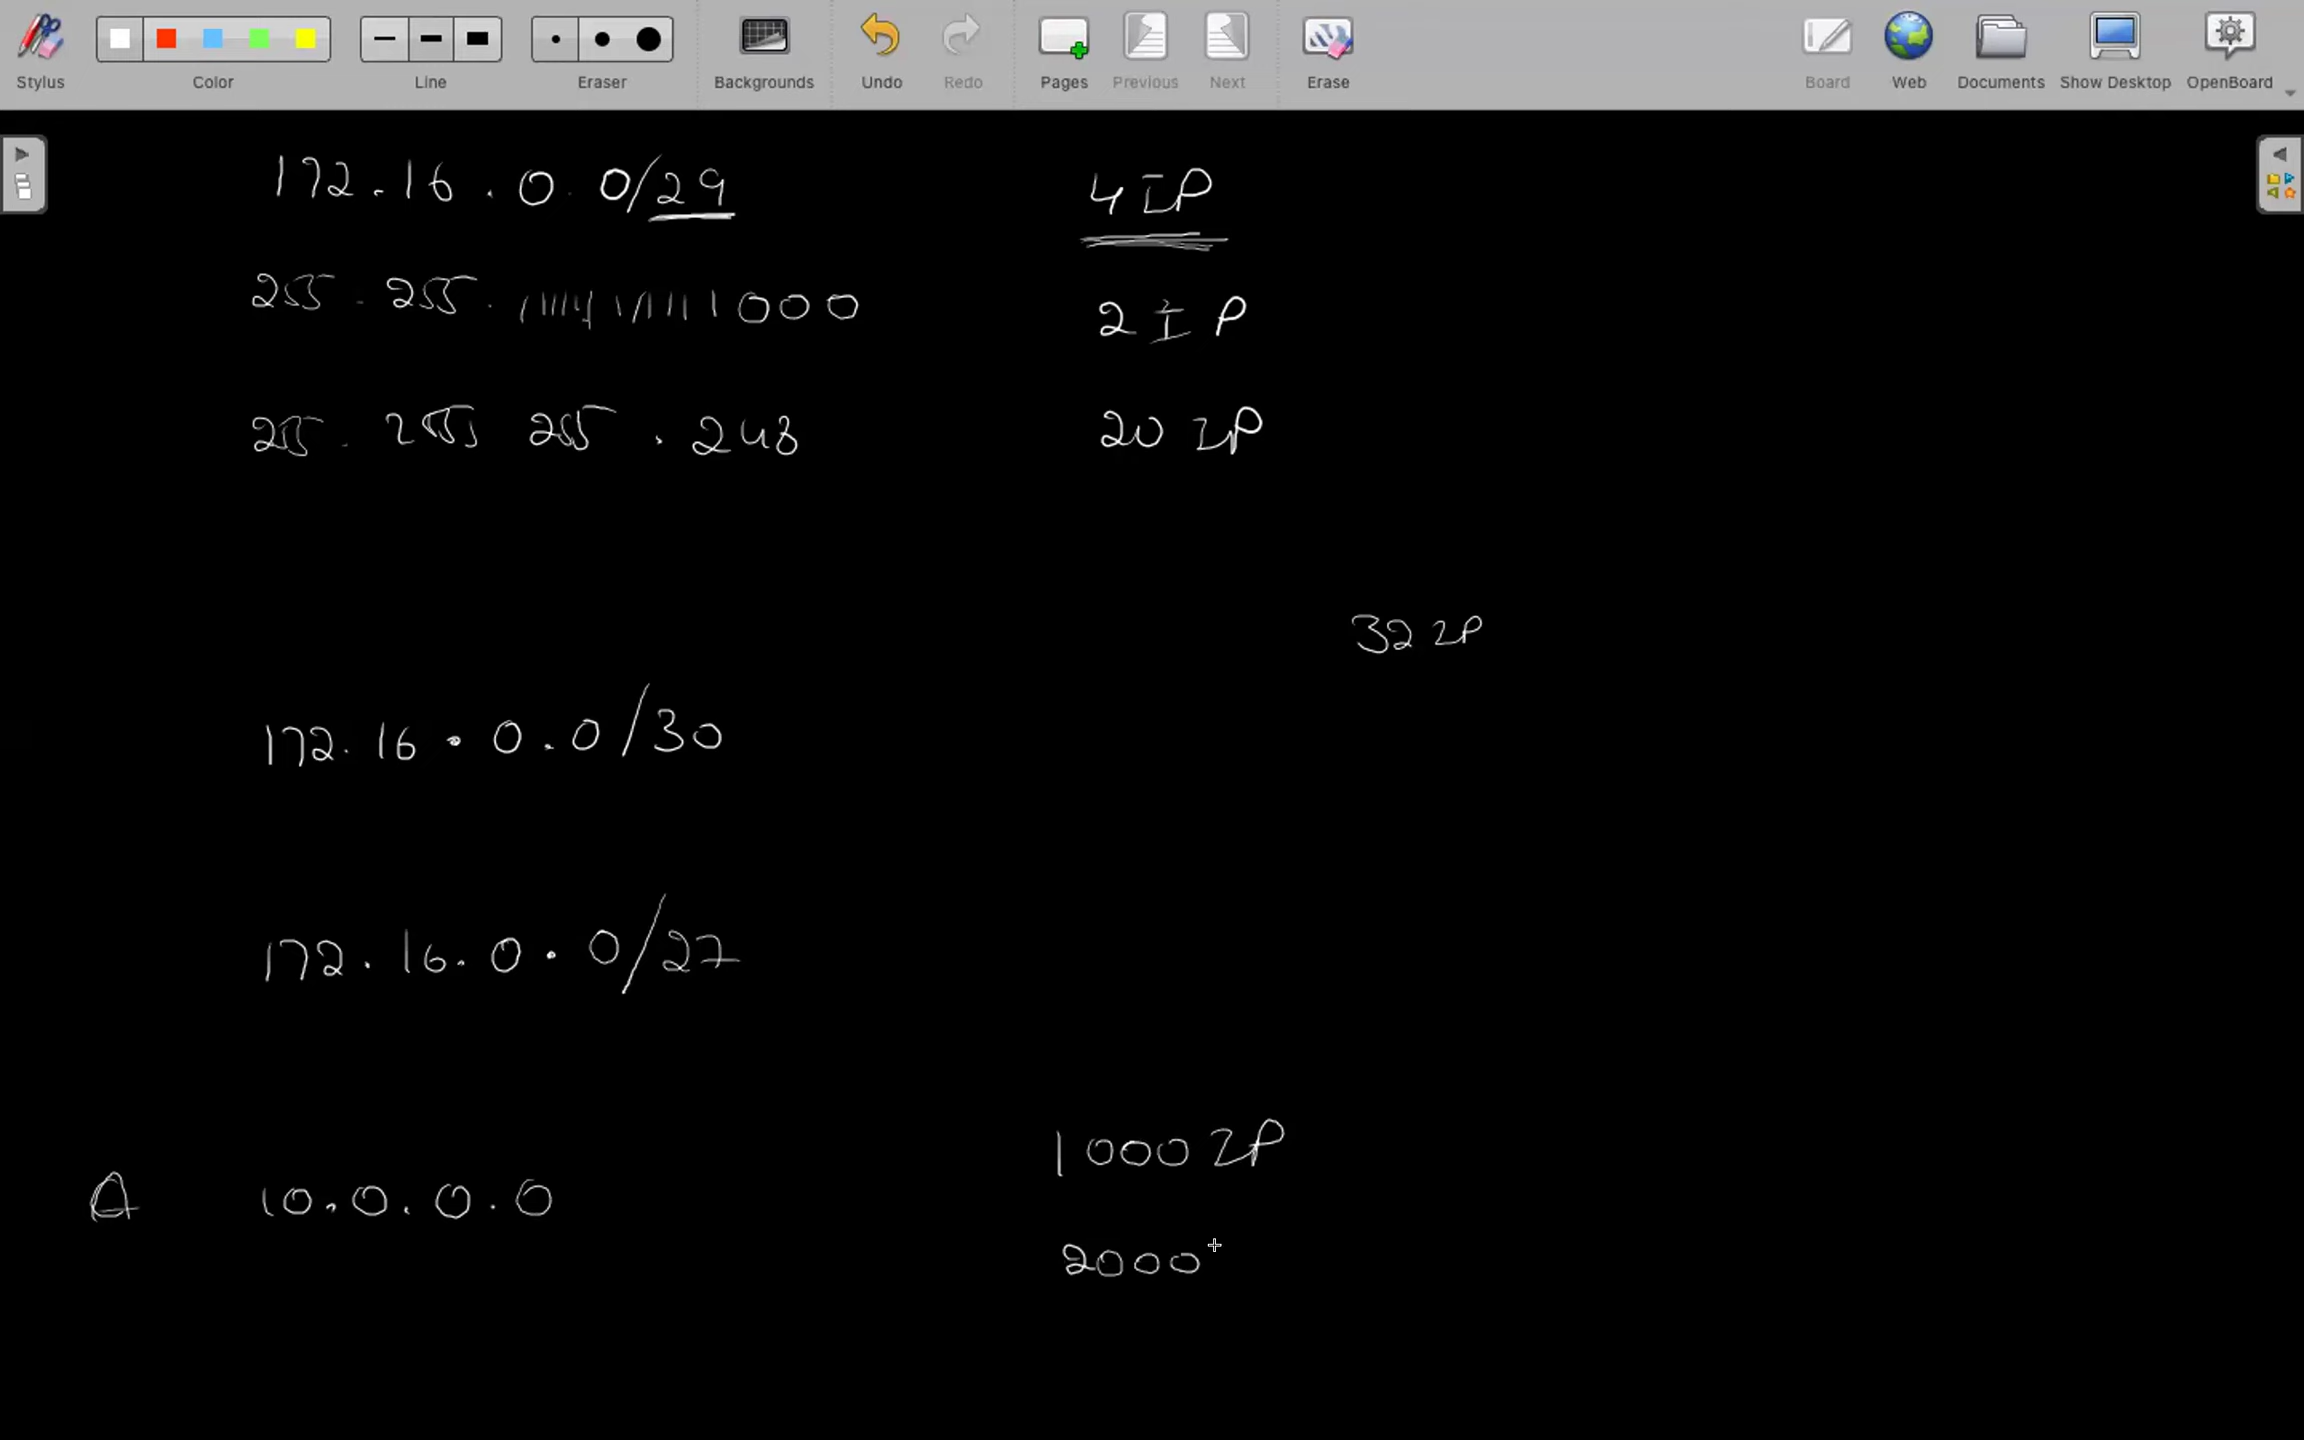 Stylus Color Line Eraser Backgrounds Undo Redo Pages Previous Next Erase Board Web Documents Show Desktop OpenBoard
172.16.0.0/29
4 IP
255.255.1111111111111000
2 IP
255.255 255.248
20 IP
32 IP
172.16.0.0/30
172.16.0.0/27
1000 IP
A 10.0.0.0
2000